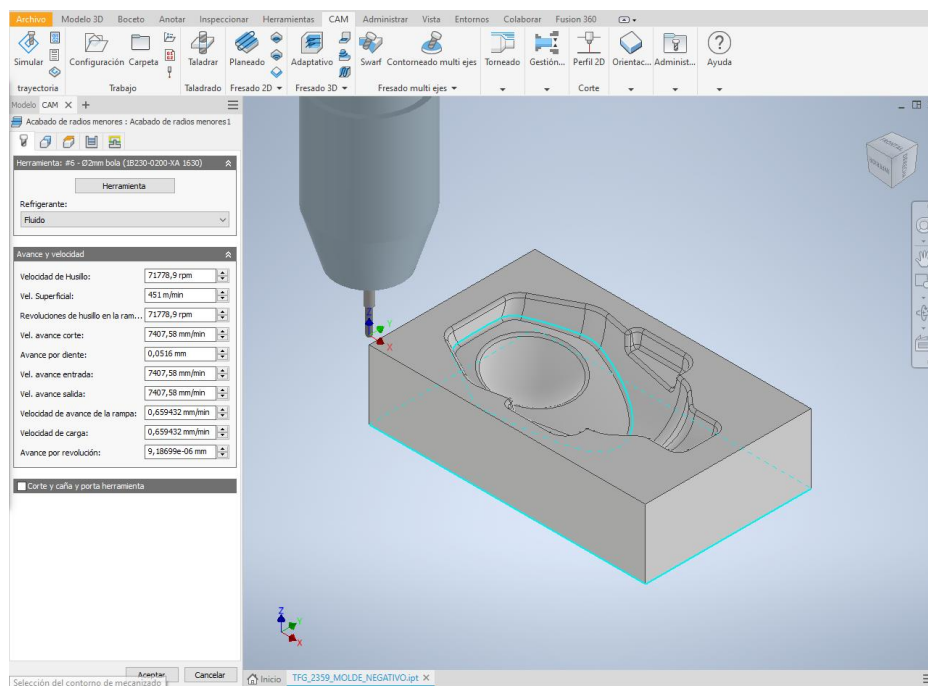 Archivo Modelo 3D Boceto Anotar Inspeccionar Herramientas CAM Administrar Vista Entornos Colaborar Fusion 360
Simular Configuración Carpeta Taladrar Planeado Adaptativo Swarf Contorneado multi ejes Torneado Gestión... Perfil 2D Orientac... Administ... Ayuda
trayectoria Trabajo Taladrado Fresado 2D Fresado 3D Fresado multi ejes Corte
Modelo CAM X +
Acabado de radios menores : Acabado de radios menores1
Herramienta: #6 - Ø2mm bola (1B230-0200-XA 1630)
Herramienta
Refrigerante:
Fluido
Avance y velocidad
Velocidad de Husillo: 71778,9 rpm
Vel. Superficial: 451 m/min
Revoluciones de husillo en la ram... 71778,9 rpm
Vel. avance corte: 7407,58 mm/min
Avance por diente: 0,0516 mm
Vel. avance entrada: 7407,58 mm/min
Vel. avance salida: 7407,58 mm/min
Velocidad de avance de la rampa: 0,659432 mm/min
Velocidad de carga: 0,659432 mm/min
Avance por revolución: 9,18699e-06 mm
Corte y caña y porta herramienta
Z
Y
X
Z
Y
X
Aceptar Cancelar
Selección del contorno de mecanizado
Inicio TFG_2359_MOLDE_NEGATIVO.ipt X